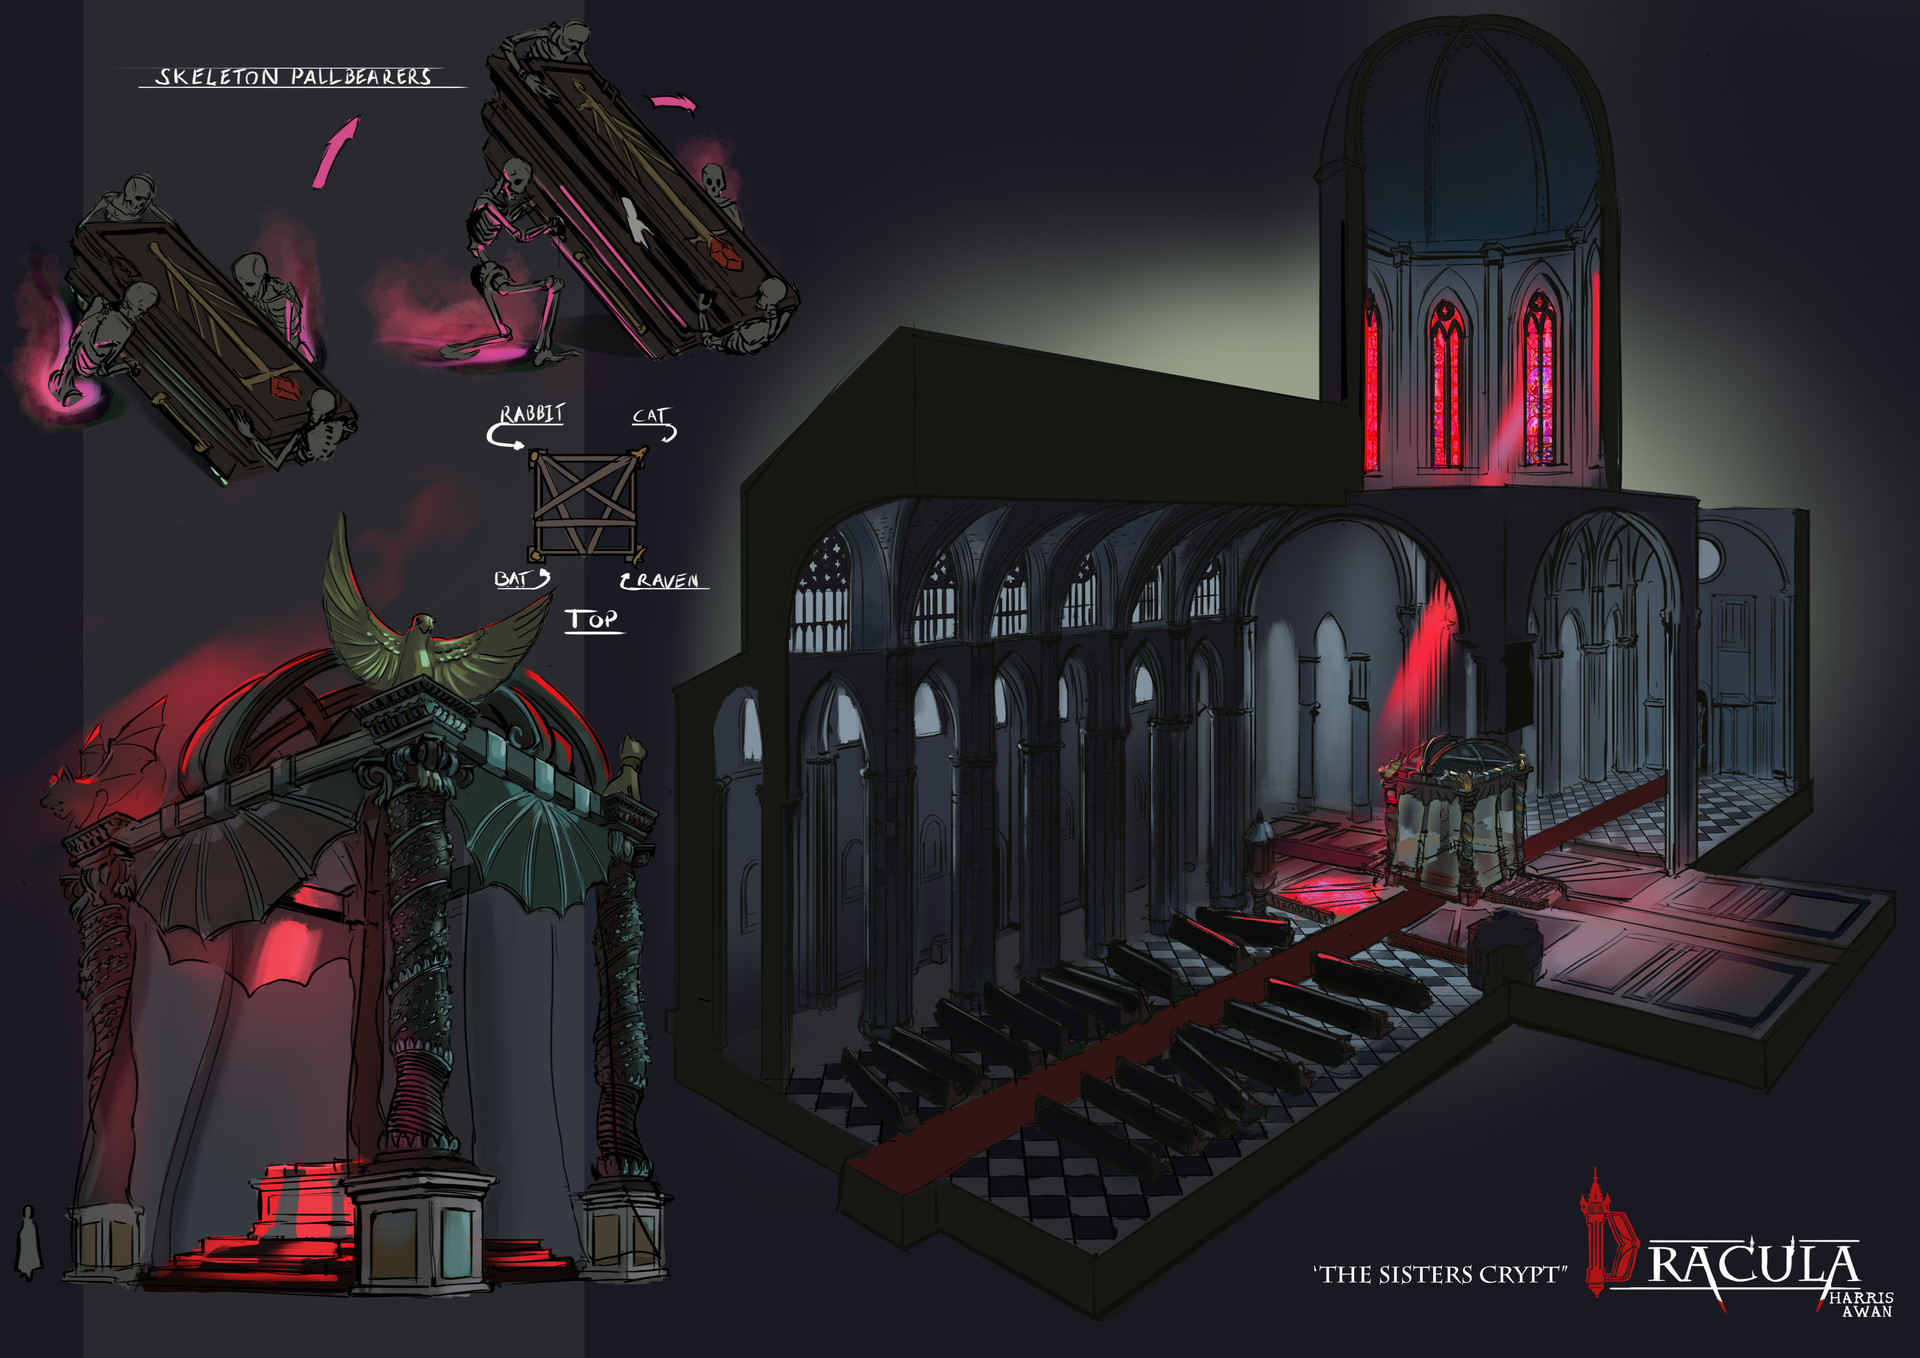 SKELETON PALLBEARERS
RABBIT
CAT
BAT
RAVEN
TOP
'THE SISTERS CRYPT"
DRACULA
HARRIS
AWAN